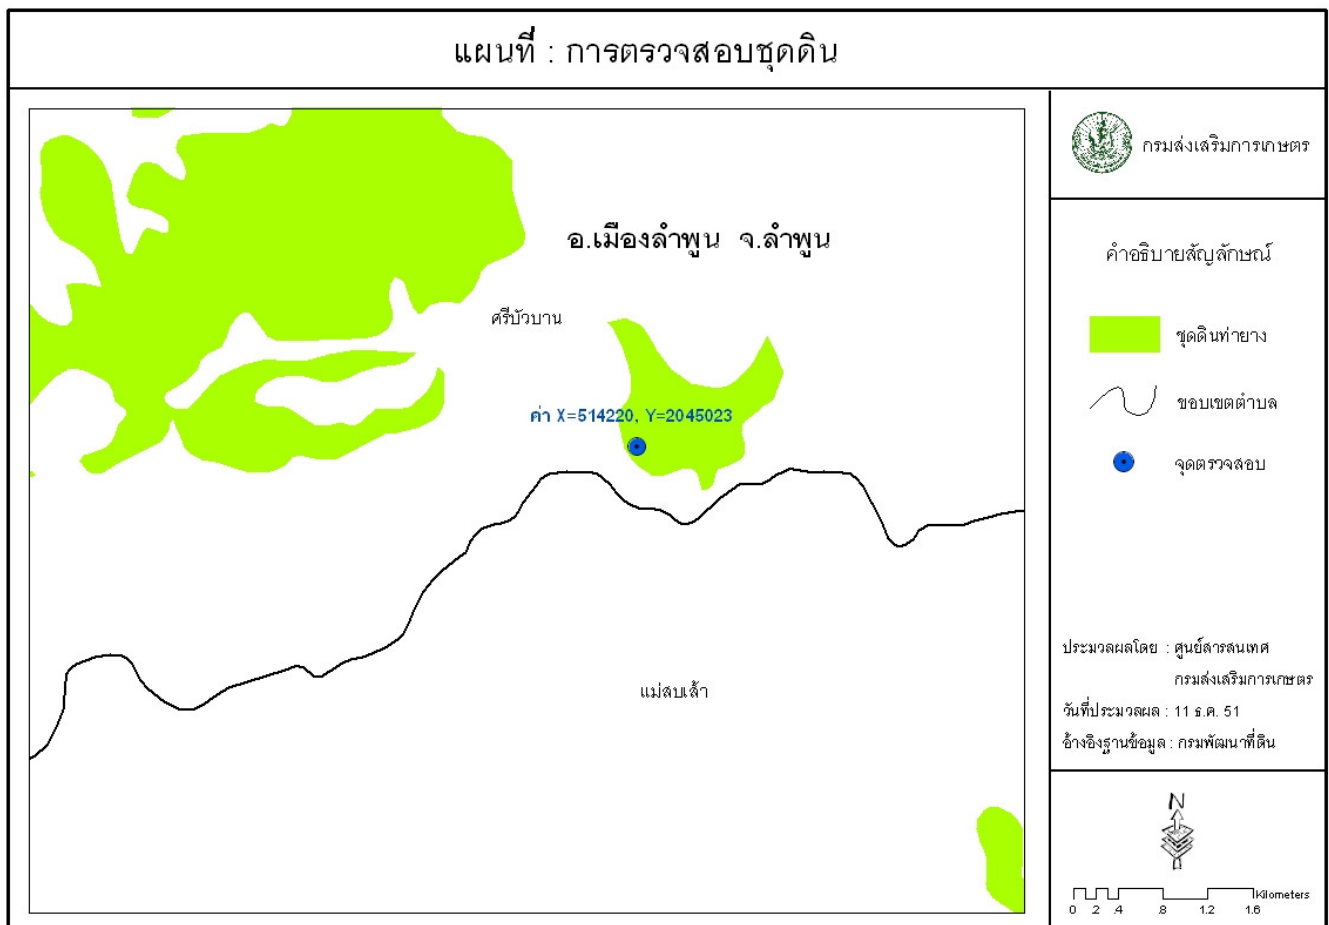 แผนที่ : การตรวจสอบชุดดิน
อ.เมืองลำพูน จ.ลำพูน
ศรีบัวบาน
ค่า X=514220, Y=2045023
แม่สบเส้า
กรมส่งเสริมการเกษตร
คำอธิบายสัญลักษณ์
ชุดดินท่ายาง
ขอบเขตตำบล
จุดตรวจสอบ
ประมวลผลโดย : ศูนย์สารสนเทศ
กรมส่งเสริมการเกษตร
วันที่ประมวลผล : 11 ธ.ค. 51
อ้างอิงฐานข้อมูล : กรมพัฒนาที่ดิน
N
Kilometers
0 .2 .4 .8 1.2 1.6